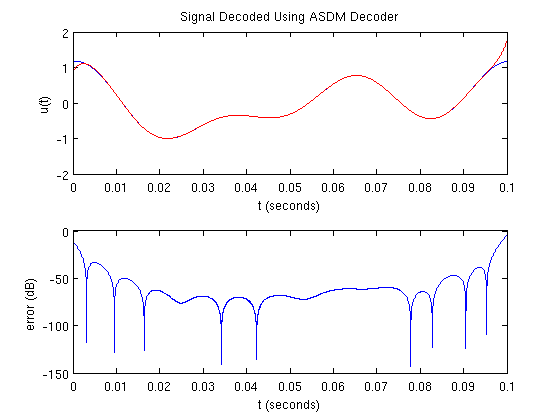 Signal Decoded Using ASDM Decoder
2
1
0
-1
-2
u(t)
0 0.01 0.02 0.03 0.04 0.05 0.06 0.07 0.08 0.09 0.1
t (seconds)
0
-50
-100
-150
error (dB)
0 0.01 0.02 0.03 0.04 0.05 0.06 0.07 0.08 0.09 0.1
t (seconds)